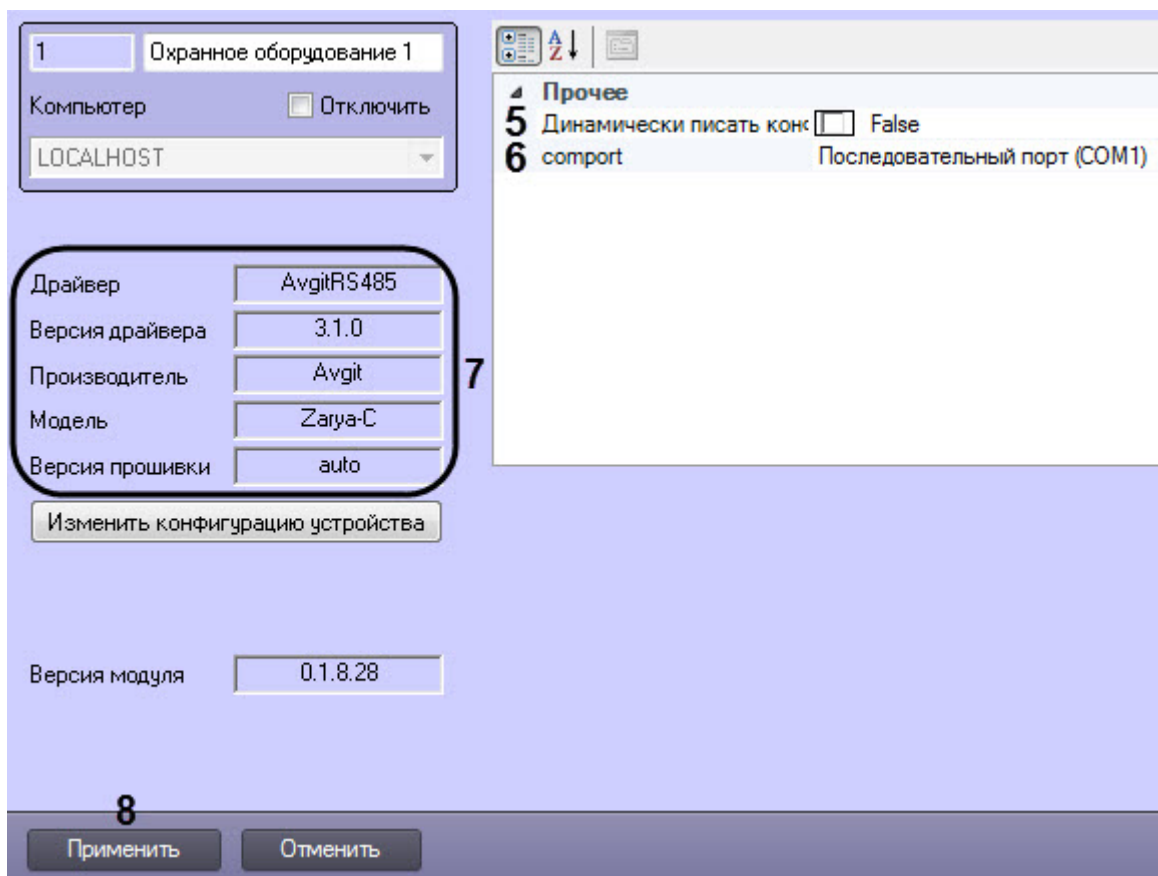 1
Охранное оборудование 1
Компьютер
Отключить
LOCALHOST
Прочее
5 Динамически писать кон False
6 comport Последовательный порт (COM1)
Драйвер AvgitRS485
Версия драйвера 3.1.0
Производитель Avgit
Модель Zarya-C
Версия прошивки auto
7
Изменить конфигурацию устройства
Версия модуля 0.1.8.28
8
Применить
Отменить